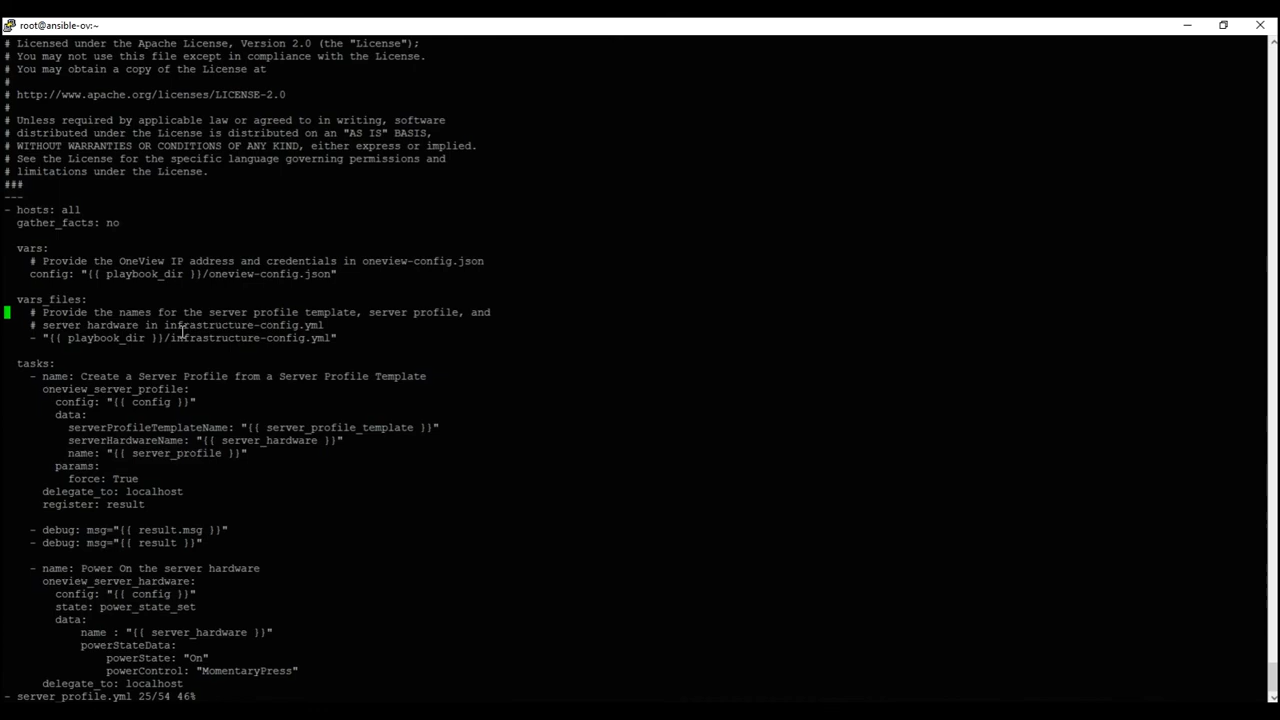 root@ansible-ov:~
# Licensed under the Apache License, Version 2.0 (the "License");
# You may not use this file except in compliance with the License.
# You may obtain a copy of the License at
#
# http://www.apache.org/licenses/LICENSE-2.0
#
# Unless required by applicable law or agreed to in writing, software
# distributed under the License is distributed on an "AS IS" BASIS,
# WITHOUT WARRANTIES OR CONDITIONS OF ANY KIND, either express or implied.
# See the License for the specific language governing permissions and
# limitations under the License.
###
---
- hosts: all
  gather_facts: no

  vars:
    # Provide the OneView IP address and credentials in oneview-config.json
    config: "{{ playbook_dir }}/oneview-config.json"

  vars_files:
    # Provide the names for the server profile template, server profile, and
    # server hardware in infrastructure-config.yml
    - "{{ playbook_dir }}/infrastructure-config.yml"

  tasks:
    - name: Create a Server Profile from a Server Profile Template
      oneview_server_profile:
        config: "{{ config }}"
        data:
          serverProfileTemplateName: "{{ server_profile_template }}"
          serverHardwareName: "{{ server_hardware }}"
          name: "{{ server_profile }}"
        params:
          force: True
      delegate_to: localhost
      register: result

    - debug: msg="{{ result.msg }}"
    - debug: msg="{{ result }}"

    - name: Power On the server hardware
      oneview_server_hardware:
        config: "{{ config }}"
        state: power_state_set
        data:
            name : "{{ server_hardware }}"
            powerStateData:
                powerState: "On"
                powerControl: "MomentaryPress"
      delegate_to: localhost
- server_profile.yml 25/54 46%